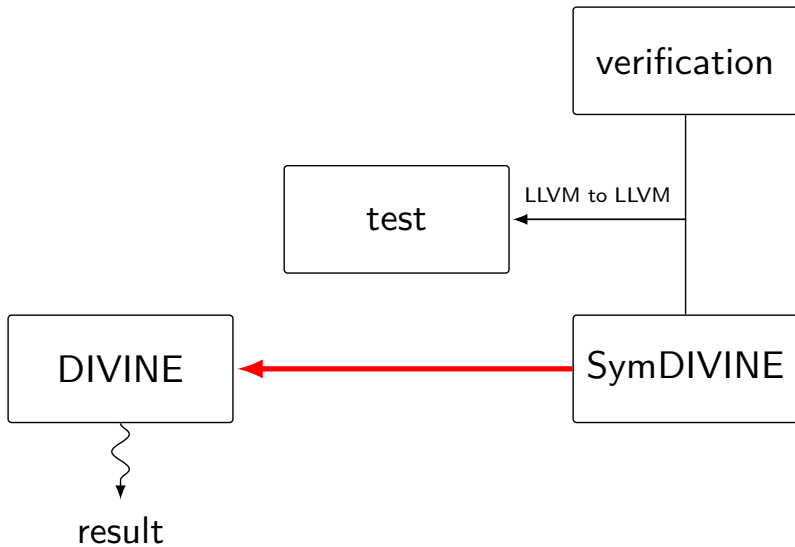 verification
LLVM to LLVM
test
DIVINE
SymDIVINE
result